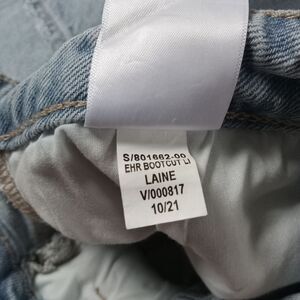 S/801662-00
EHR BOOTCUT LI
LAINE
V/000817
10/21